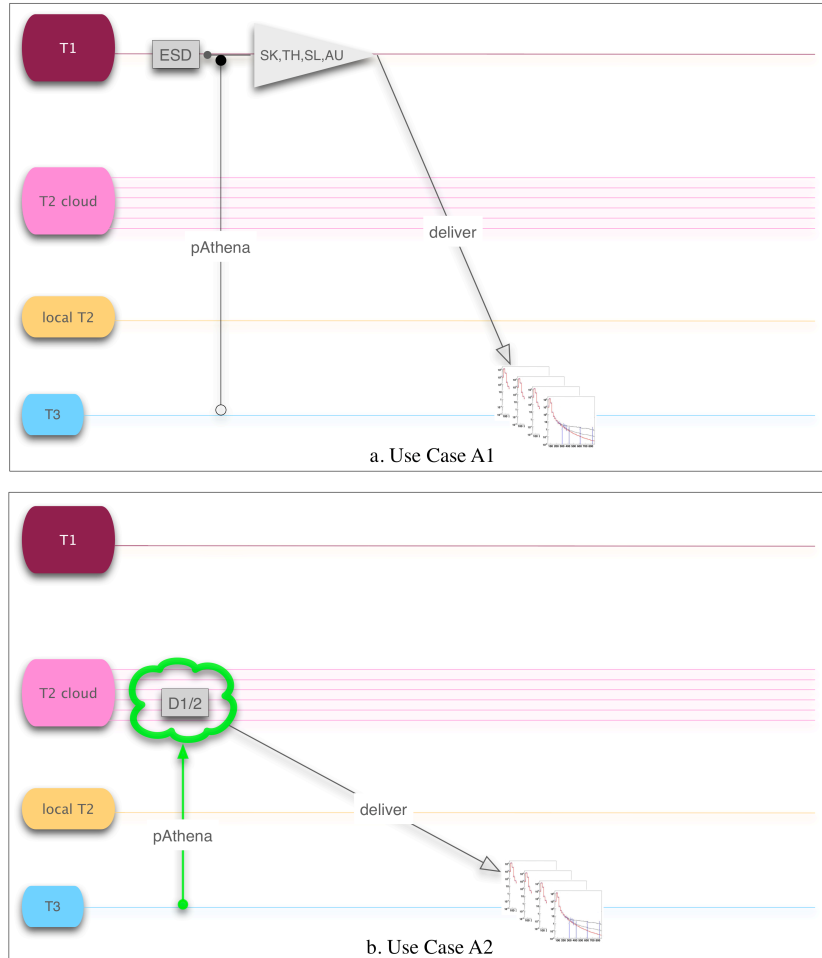 T1
ESD
SK,TH,SL,AU
T2 cloud
deliver
pAthena
local T2
T3
a. Use Case A1
T1
T2 cloud
D1/2
local T2
deliver
pAthena
T3
b. Use Case A2